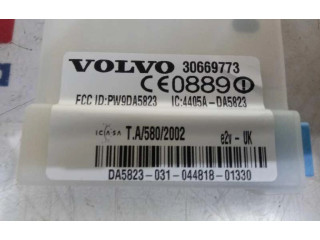 VOLVO 30669773
CE0889
FCC ID:PW9DA5823 IC:4405A-DA5823
ICASA T.A/580/2002 e2v - UK
DA5823-031-044818-01330